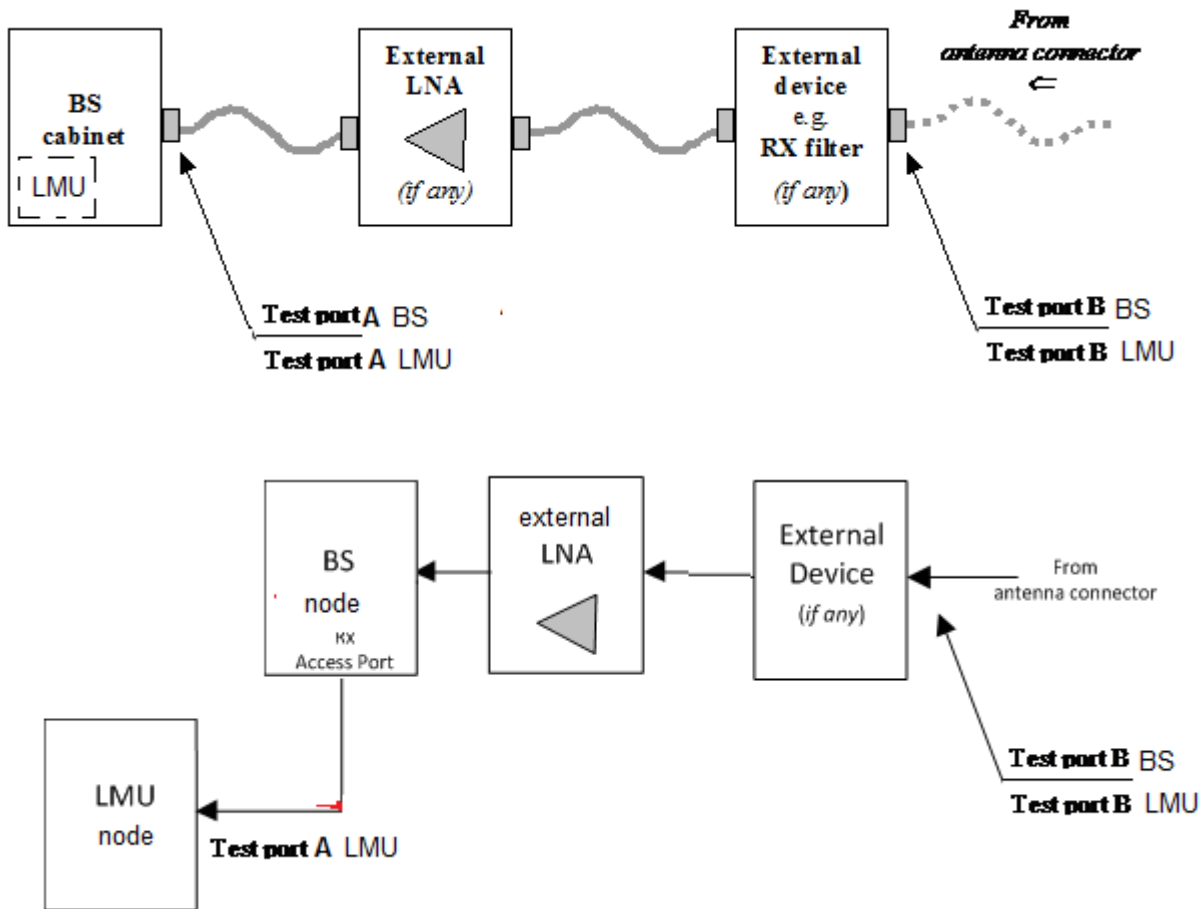 BS
cabinet
LMU
External
LNA
(if any)
External
device
e.g.
RX filter
(if any)
From
antenna connector
⇐
Test port A BS
Test port A LMU
Test port B BS
Test port B LMU
BS
node
Rx
Access Port
external
LNA
External
Device
(if any)
From
antenna connector
LMU
node
Test port A LMU
Test port B BS
Test port B LMU